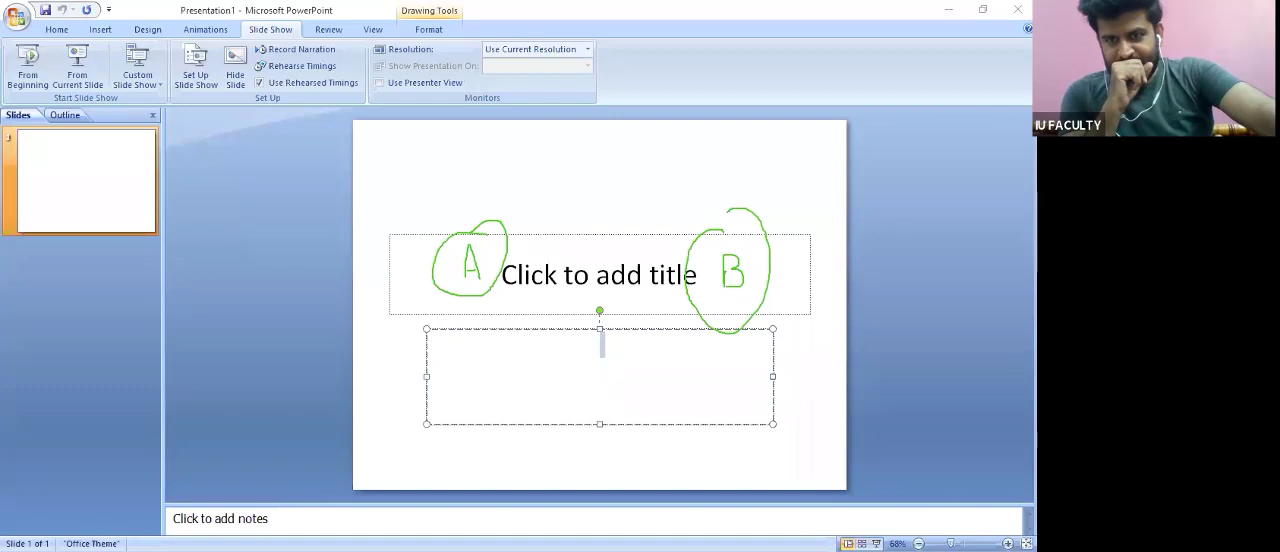 Presentation1 - Microsoft PowerPoint
Drawing Tools
Home
Insert
Design
Animations
Slide Show
Review
View
Format
From Beginning
From Current Slide
Custom Slide Show
Start Slide Show
Set Up Slide Show
Hide Slide
Record Narration
Rehearse Timings
Use Rehearsed Timings
Set Up
Resolution:
Use Current Resolution
Show Presentation On:
Use Presenter View
Monitors
IU FACULTY
Slides
Outline
x
1
A
Click to add title
B
Click to add notes
Slide 1 of 1
"Office Theme"
68%